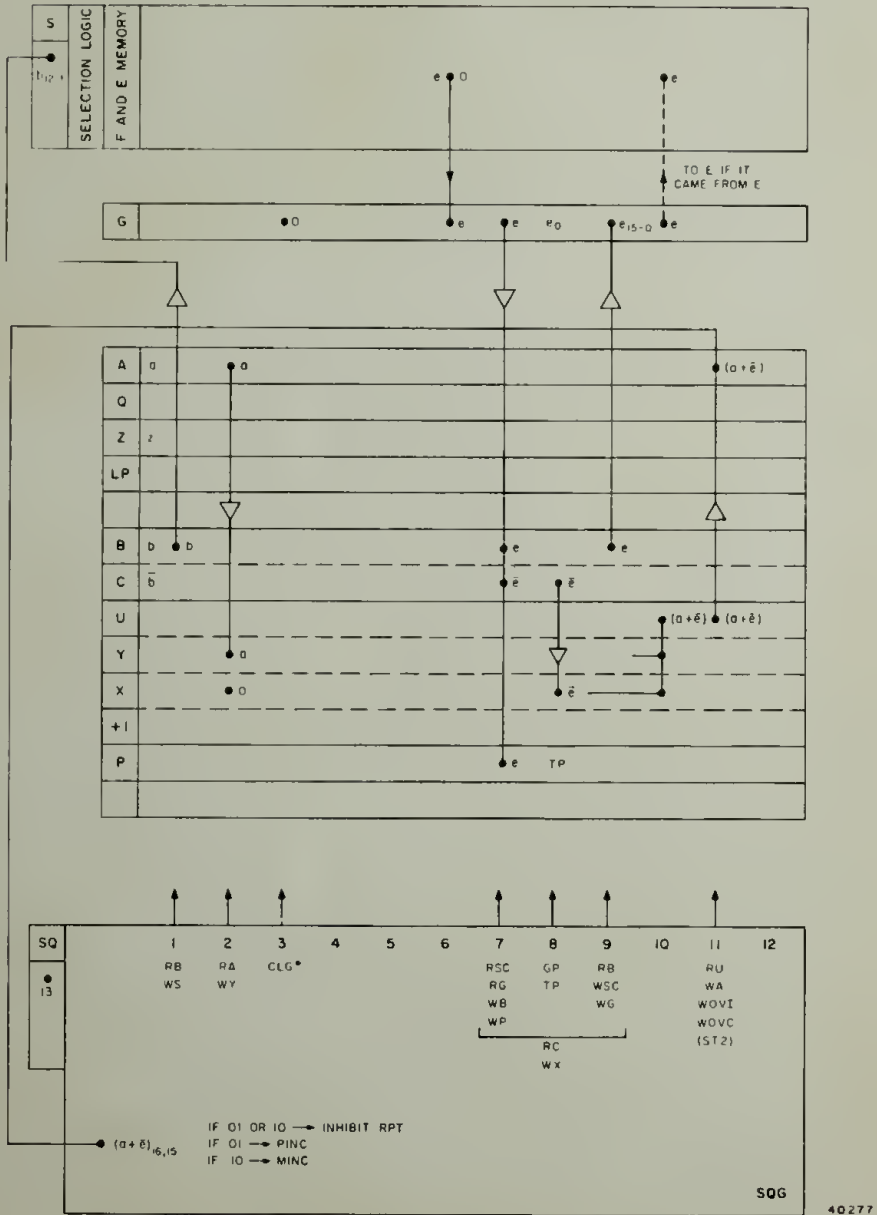 S
SELECTION LOGIC
F AND E MEMORY
e 0
e
TO E IF IT
CAME FROM E
G
0
e
e
e₀
e₁₅₋₀
e
A a a (a+ē)
Q
Z z
LP
B b b e e
C b̄ ē ē
U (a+ē) (a+ē)
Y a
X 0 ē
+1
P e TP
SQ 1 2 3 4 5 6 7 8 9 10 11 12
13
RB RA CLG* RSC GP RB RU
WS WY RG TP WSC WA
WB WG WOVI
WP WOVC
(ST2)
RC
WX
(a+ē)₁₆,₁₅
IF 01 OR 10 → INHIBIT RPT
IF 01 → PINC
IF 10 → MINC
SQG
40277